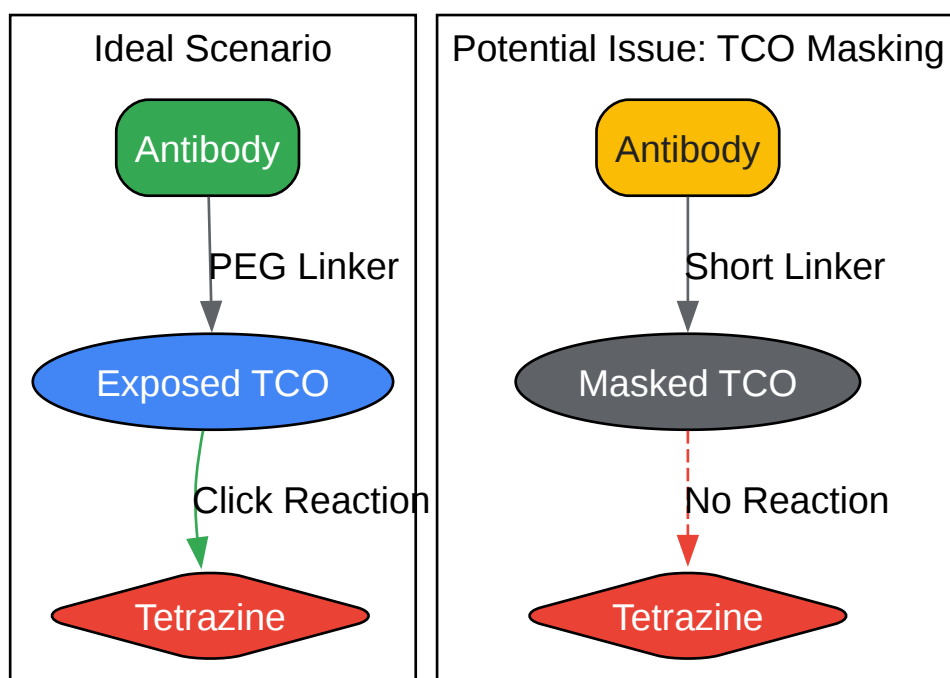 Ideal Scenario
Antibody
PEG Linker
Exposed TCO
Click Reaction
Tetrazine
Potential Issue: TCO Masking
Antibody
Short Linker
Masked TCO
No Reaction
Tetrazine